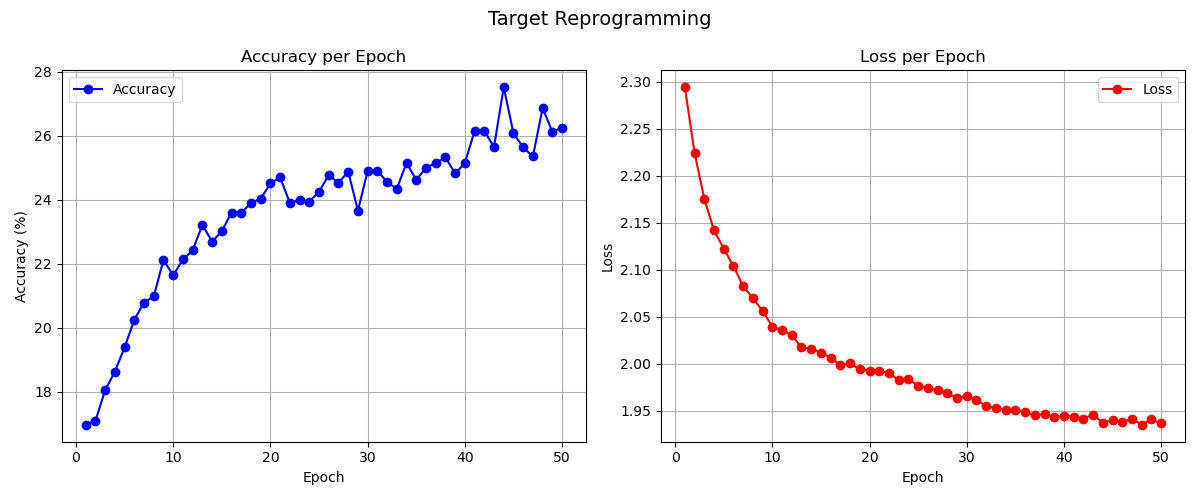 Target Reprogramming
Accuracy per Epoch
Accuracy
Accuracy (%)
28
26
24
22
20
18
0 10 20 30 40 50
Epoch
Loss per Epoch
Loss
Loss
2.30
2.25
2.20
2.15
2.10
2.05
2.00
1.95
0 10 20 30 40 50
Epoch